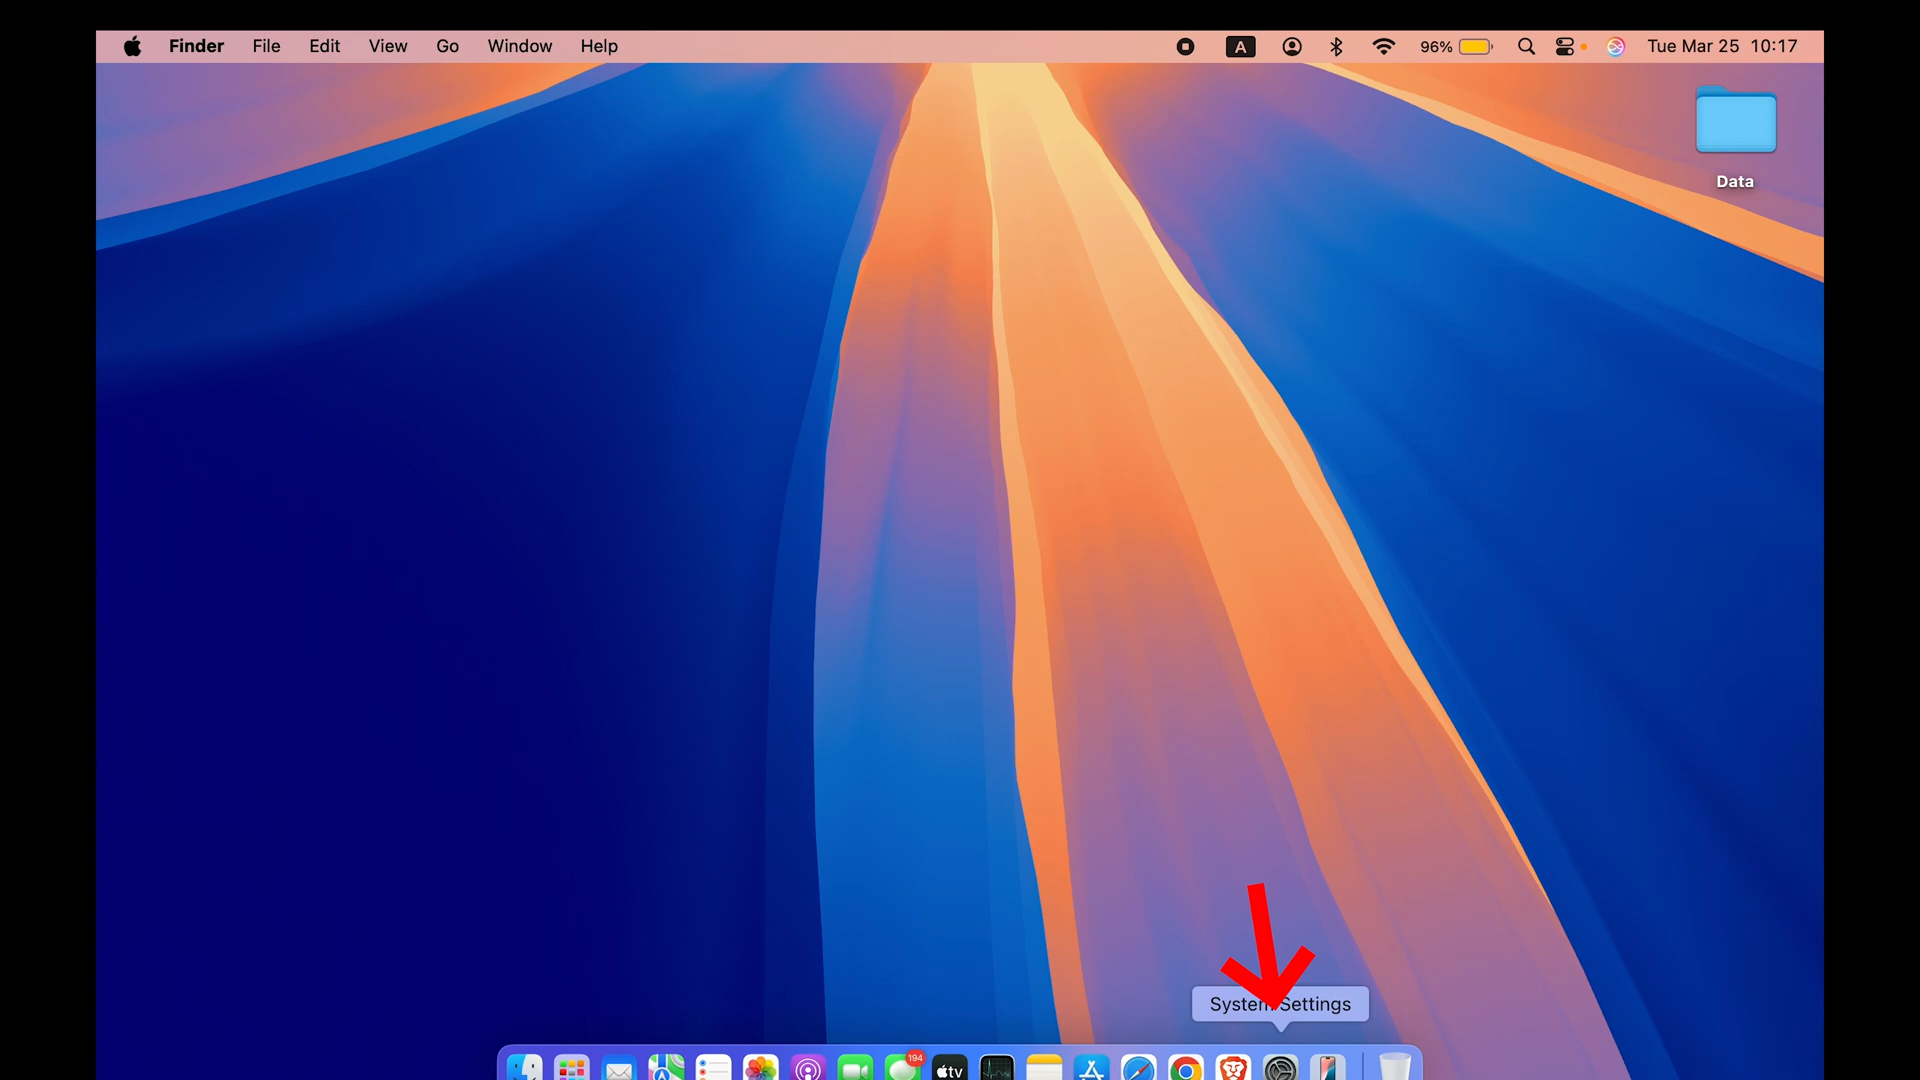 Finder File Edit View Go Window Help A 96% Tue Mar 25 10:17
Data
System Settings
194
tv